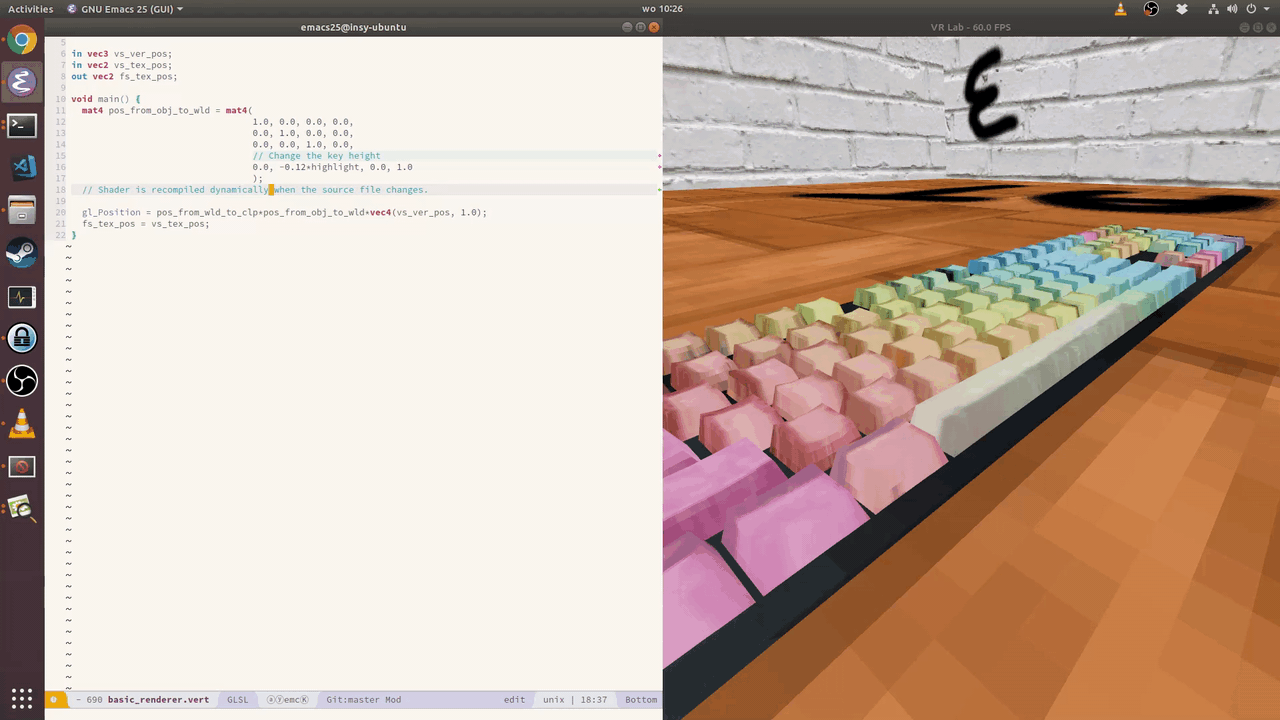 Activities
GNU Emacs 25 (GUI)
wo 10:26
emacs25@insy-ubuntu
VR Lab - 60.0 FPS
5
6 in vec3 vs_ver_pos;
7 in vec2 vs_tex_pos;
8 out vec2 fs_tex_pos;
9
10 void main() {
11 mat4 pos_from_obj_to_wld = mat4(
12 1.0, 0.0, 0.0, 0.0,
13 0.0, 1.0, 0.0, 0.0,
14 0.0, 0.0, 1.0, 0.0,
15 // Change the key height
16 0.0, -0.12*highlight, 0.0, 1.0
17 );
18 // Shader is recompiled dynamically when the source file changes.
19
20 gl_Position = pos_from_wld_to_clp*pos_from_obj_to_wld*vec4(vs_ver_pos, 1.0);
21 fs_tex_pos = vs_tex_pos;
22 }
- 690 basic_renderer.vert GLSL ⓐⓨemcⓀ Git:master Mod edit unix | 18:37 Bottom